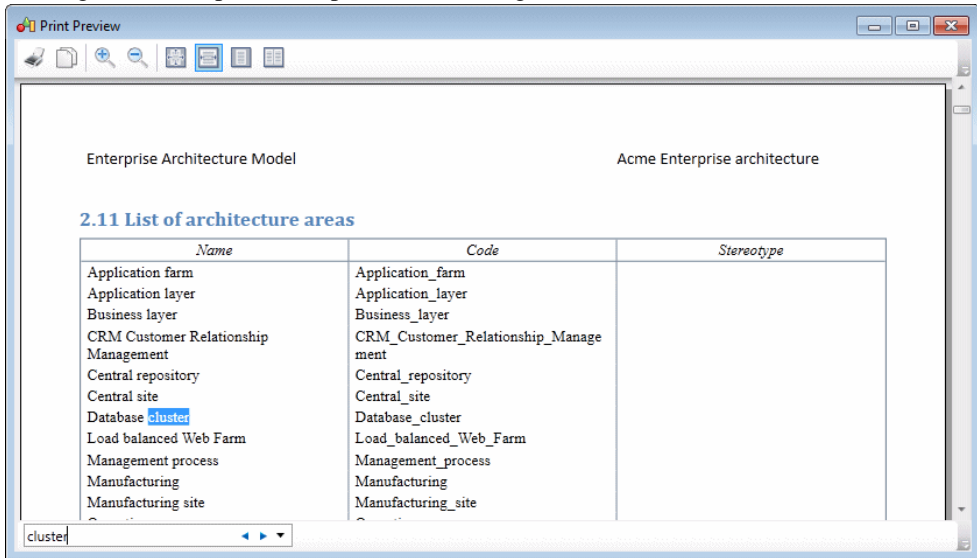 Print Preview
Enterprise Architecture Model Acme Enterprise architecture
2.11 List of architecture areas
Name Code Stereotype
Application farm Application_farm
Application layer Application_layer
Business layer Business_layer
CRM Customer Relationship CRM_Customer_Relationship_Manage
Management ment
Central repository Central_repository
Central site Central_site
Database cluster Database_cluster
Load balanced Web Farm Load_balanced_Web_Farm
Management process Management_process
Manufacturing Manufacturing
Manufacturing site Manufacturing_site
cluster